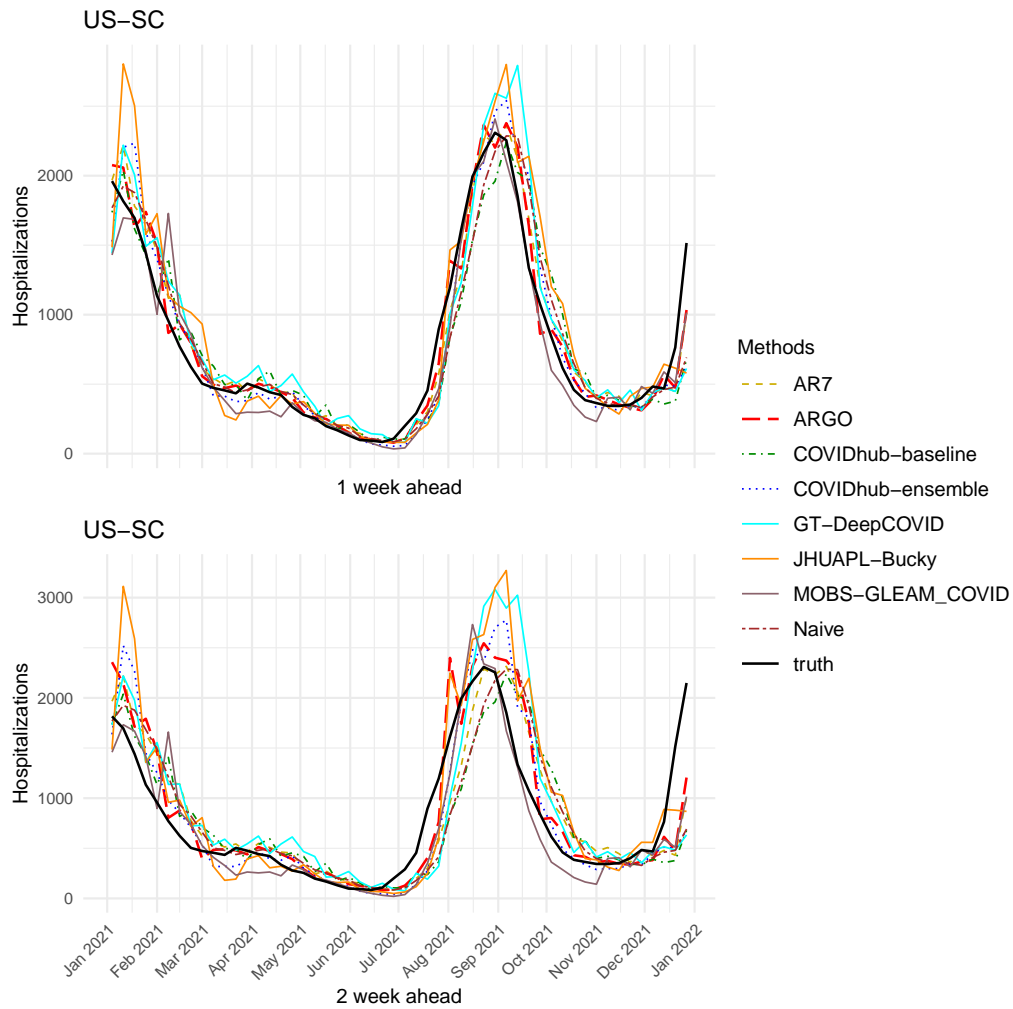 US−SC
Hospitalizations
2000
1000
0
1 week ahead
US−SC
Hospitalizations
3000
2000
1000
0
Jan 2021
Feb 2021
Mar 2021
Apr 2021
May 2021
Jun 2021
Jul 2021
Aug 2021
Sep 2021
Oct 2021
Nov 2021
Dec 2021
Jan 2022
2 week ahead
Methods
AR7
ARGO
COVIDhub−baseline
COVIDhub−ensemble
GT−DeepCOVID
JHUAPL−Bucky
MOBS−GLEAM_COVID
Naive
truth